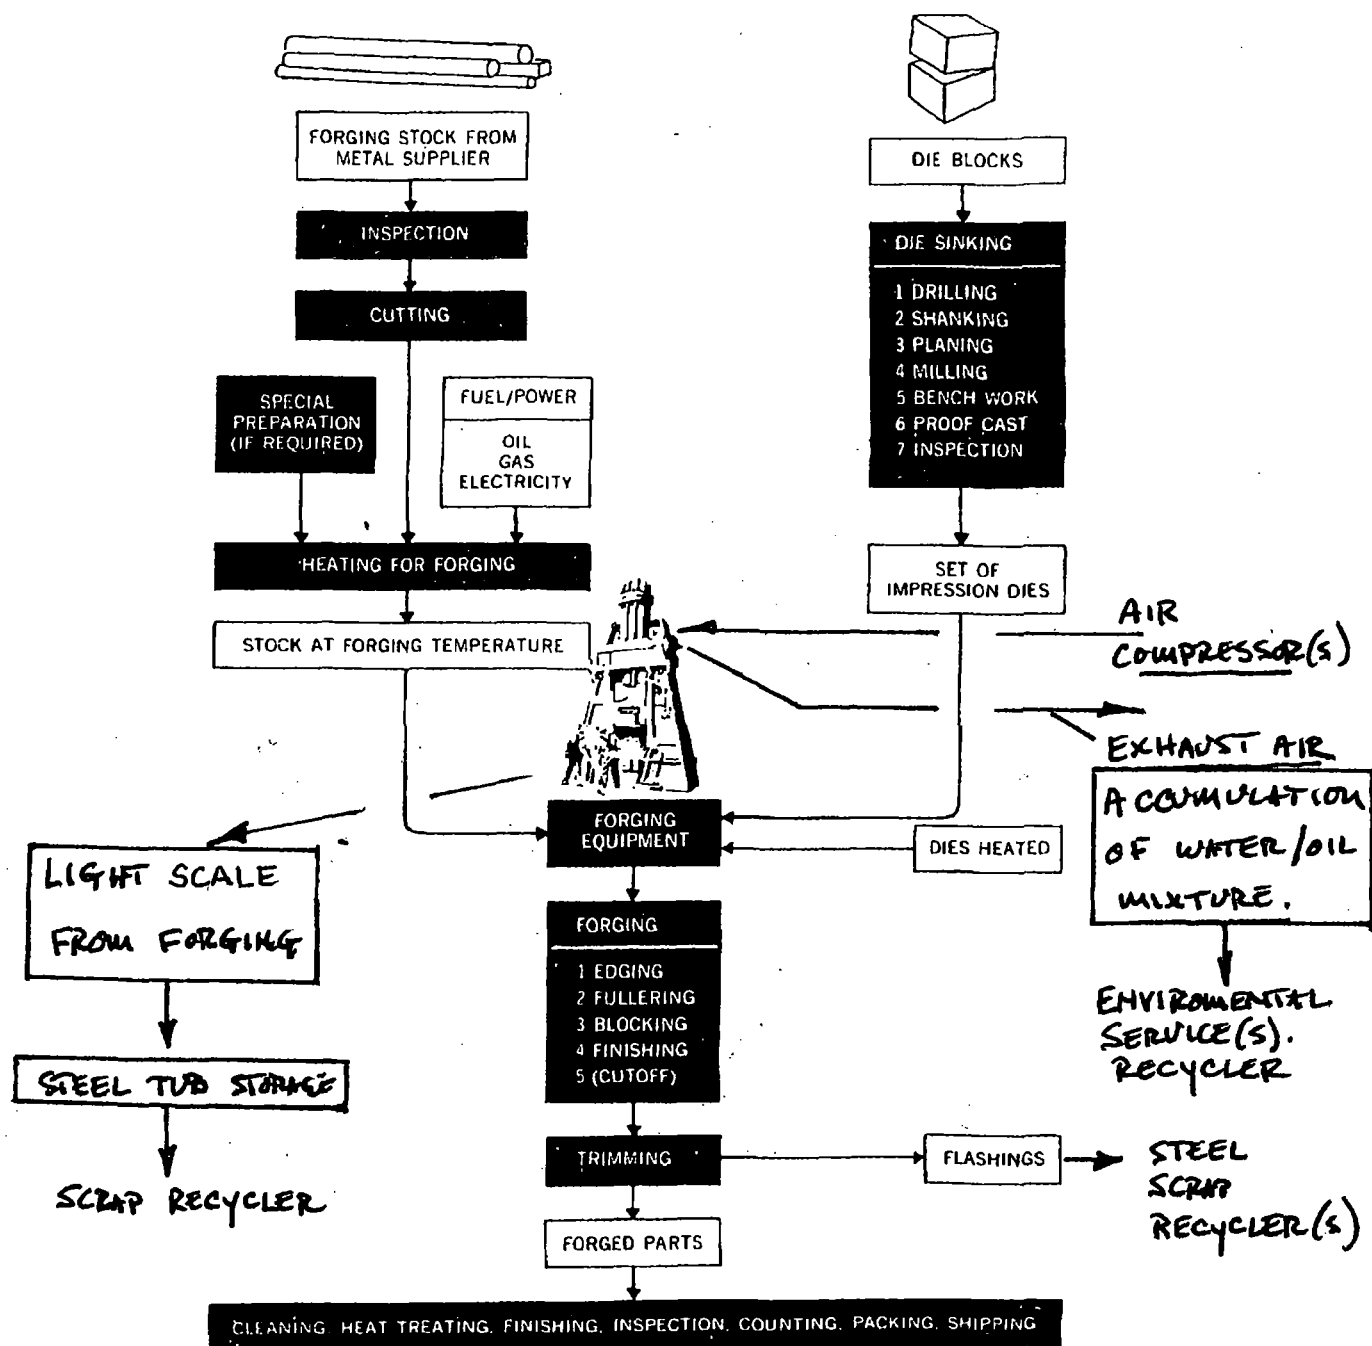 FORGING STOCK FROM
METAL SUPPLIER
INSPECTION
CUTTING
SPECIAL
PREPARATION
(IF REQUIRED)
FUEL/POWER
OIL
GAS
ELECTRICITY
HEATING FOR FORGING
STOCK AT FORGING TEMPERATURE
DIE BLOCKS
DIE SINKING
1 DRILLING
2 SHANKING
3 PLANING
4 MILLING
5 BENCH WORK
6 PROOF CAST
7 INSPECTION
SET OF
IMPRESSION DIES
AIR
COMPRESSOR(S)
EXHAUST AIR
ACCUMULATION
OF WATER/OIL
MIXTURE.
ENVIROMENTAL
SERVICE(S).
RECYCLER
FORGING
EQUIPMENT
DIES HEATED
LIGHT SCALE
FROM FORGING
STEEL TUB STORAGE
SCRAP RECYCLER
FORGING
1 EDGING
2 FULLERING
3 BLOCKING
4 FINISHING
5 (CUTOFF)
TRIMMING
FLASHINGS
STEEL
SCRAP
RECYCLER(S)
FORGED PARTS
CLEANING, HEAT TREATING, FINISHING, INSPECTION, COUNTING, PACKING, SHIPPING